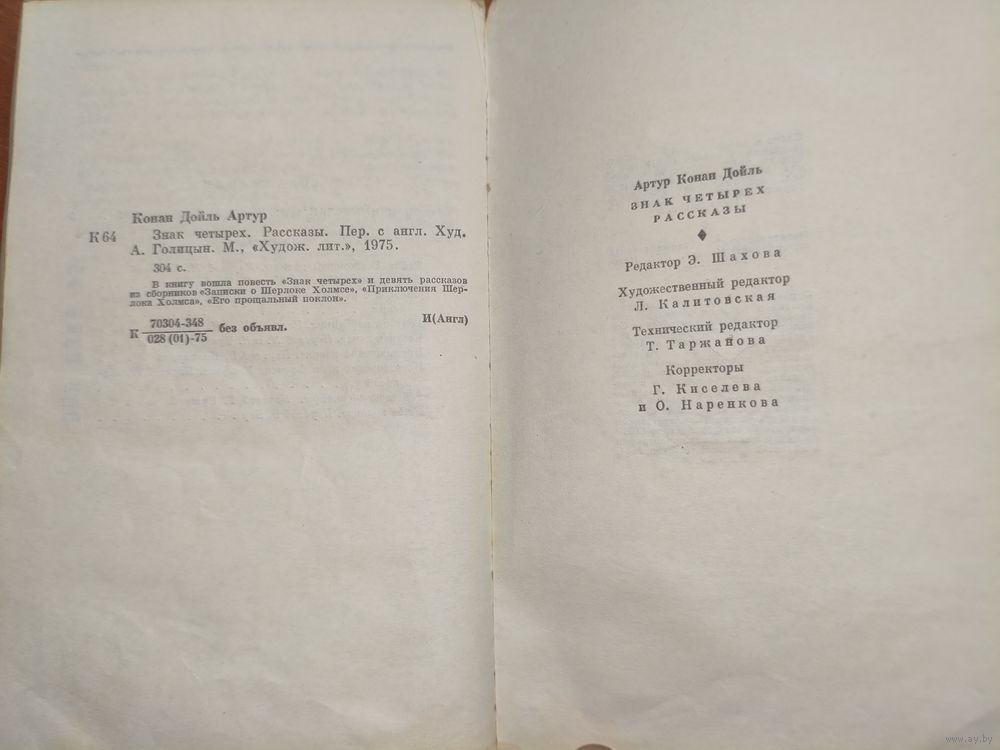 Конан Дойль Артур
К 64 Знак четырех. Рассказы. Пер. с англ. Худ.
А. Голицын. М., «Худож. лит.», 1975.
304 с.
В книгу вошла повесть «Знак четырех» и девять рассказов
из сборников «Записки о Шерлоке Холмсе», «Приключения Шер-
лока Холмса», «Его прощальный поклон».
К 70304-348 без объявл. И(Англ)
028 (01)-75
Артур Конан Дойль
ЗНАК ЧЕТЫРЕХ
РАССКАЗЫ
Редактор Э. Шахова
Художественный редактор
Л. Калитовская
Технический редактор
Т. Таржанова
Корректоры
Г. Киселева
и О. Наренкова
www.ay.by